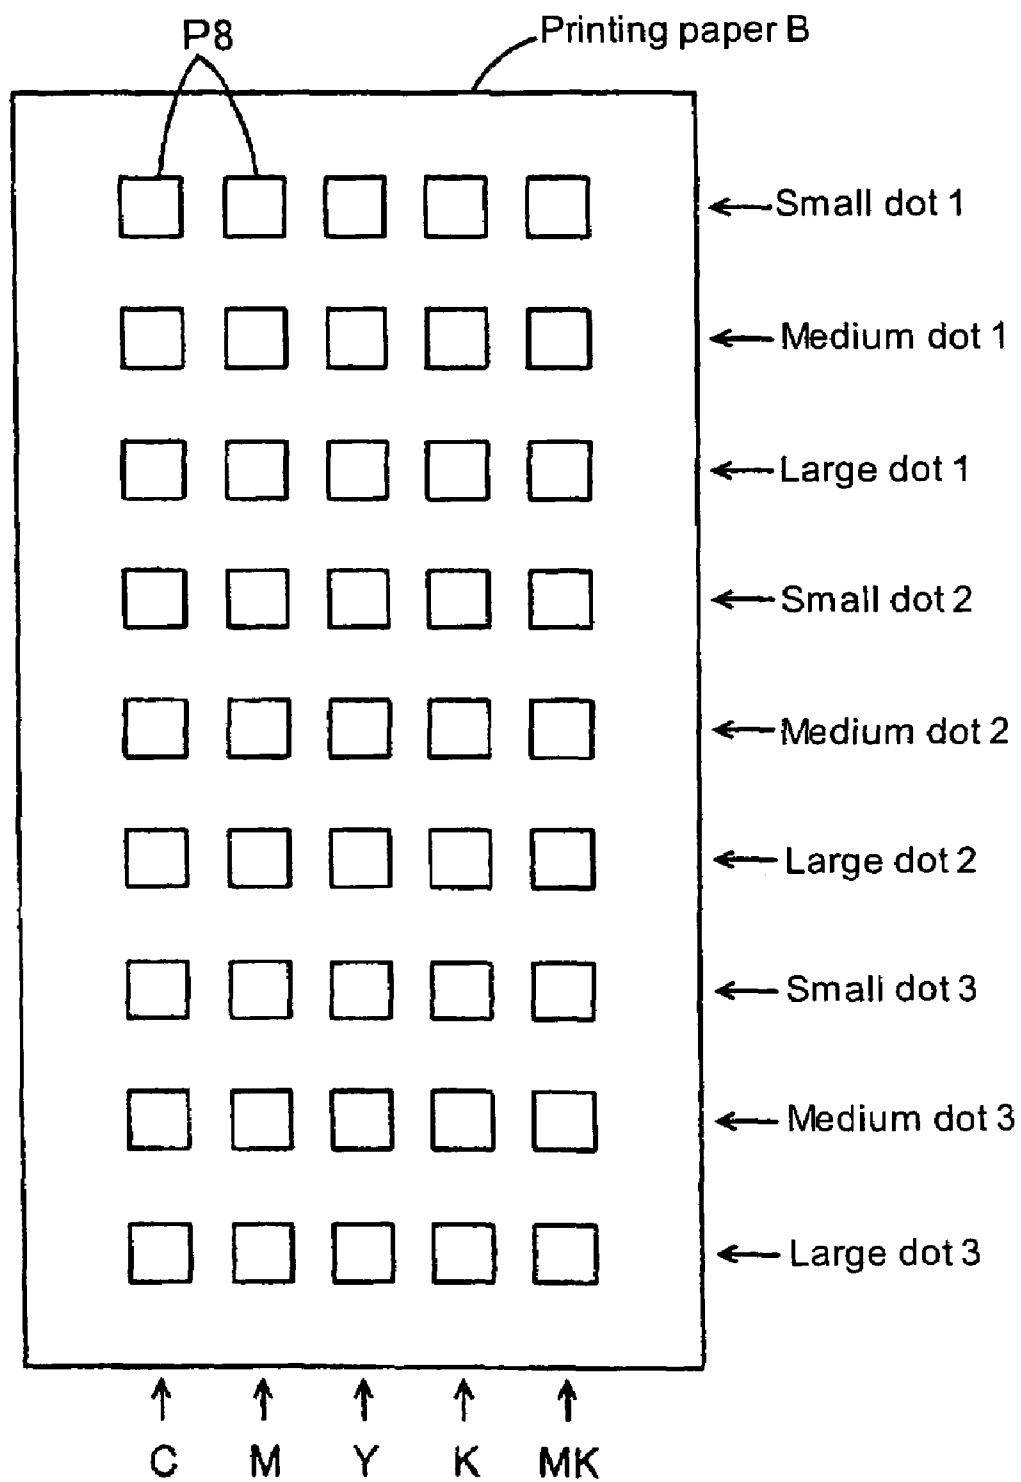 P8
Printing paper B
Small dot 1
Medium dot 1
Large dot 1
Small dot 2
Medium dot 2
Large dot 2
Small dot 3
Medium dot 3
Large dot 3
C M Y K MK